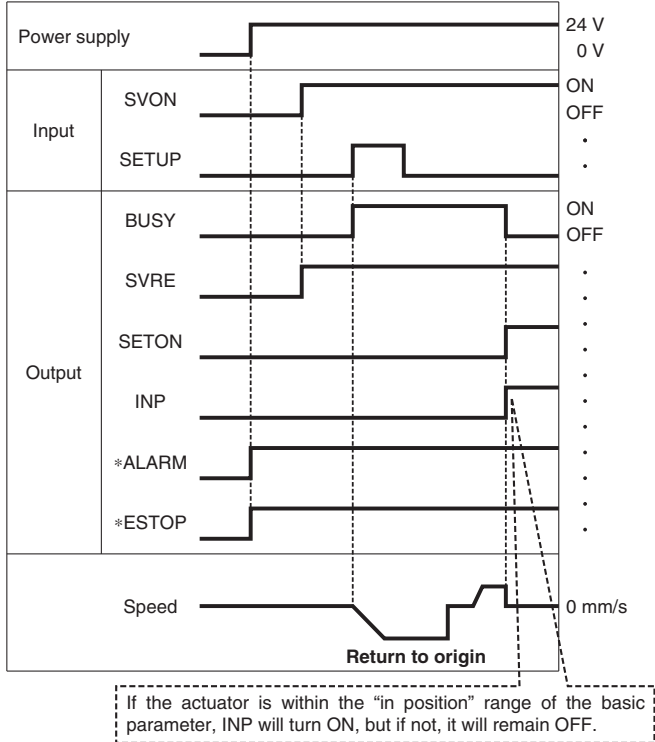 Power supply
24 V
0 V
Input
SVON
ON
OFF
SETUP
Output
BUSY
ON
OFF
SVRE
SETON
INP
*ALARM
*ESTOP
Speed
0 mm/s
Return to origin
If the actuator is within the “in position” range of the basic
parameter, INP will turn ON, but if not, it will remain OFF.